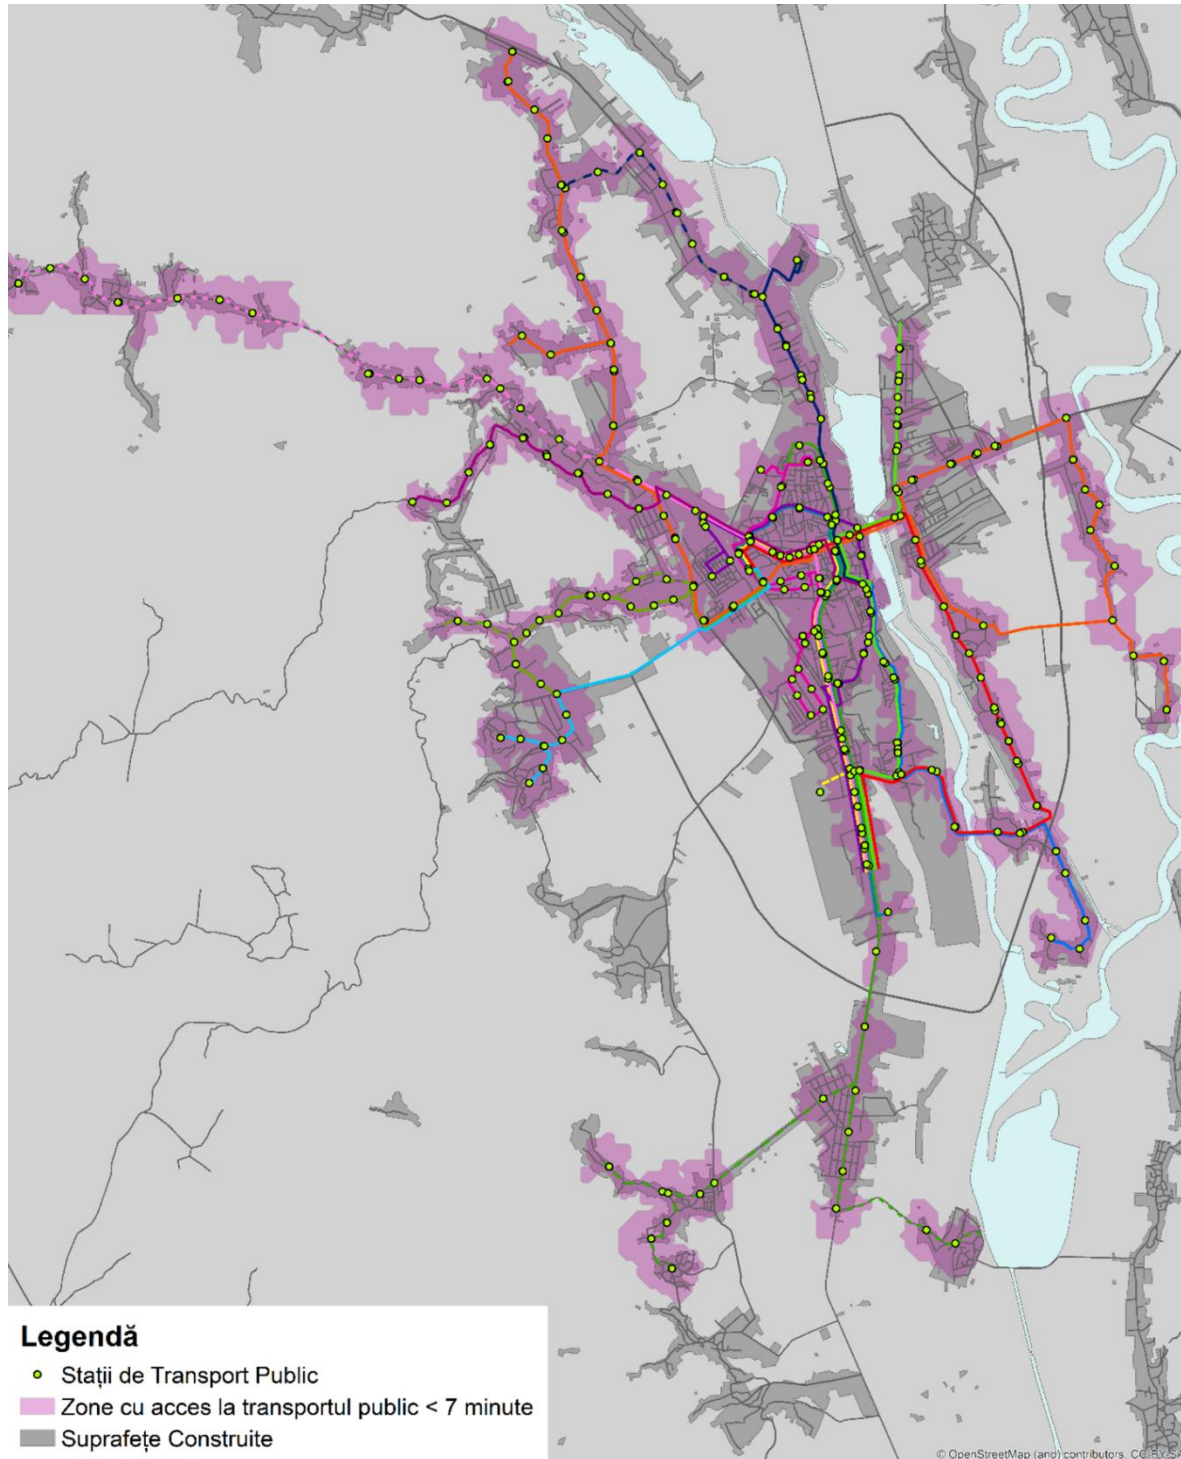 Legendă
Stații de Transport Public
Zone cu acces la transportul public < 7 minute
Suprafețe Construite
© OpenStreetMap (and) contributors, CC-BY-SA